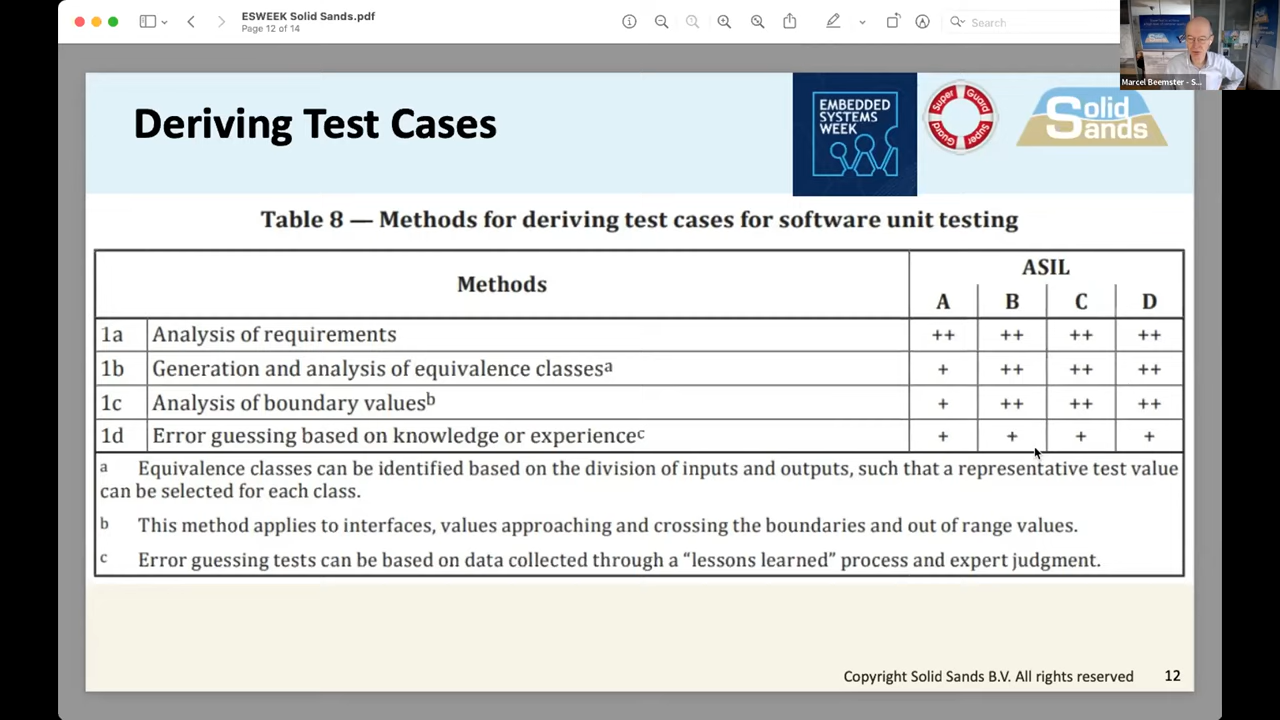 ESWEEK Solid Sands.pdf
Page 12 of 14
Search
Marcel Beemster - S...
Deriving Test Cases
EMBEDDED
SYSTEMS
WEEK
Super Guard Super Guard
Solid
Sands
Table 8 — Methods for deriving test cases for software unit testing
Methods
ASIL
A B C D
1a Analysis of requirements ++ ++ ++ ++
1b Generation and analysis of equivalence classesa + ++ ++ ++
1c Analysis of boundary valuesb + ++ ++ ++
1d Error guessing based on knowledge or experiencec + + + +
a Equivalence classes can be identified based on the division of inputs and outputs, such that a representative test value
can be selected for each class.
b This method applies to interfaces, values approaching and crossing the boundaries and out of range values.
c Error guessing tests can be based on data collected through a “lessons learned” process and expert judgment.
Copyright Solid Sands B.V. All rights reserved 12